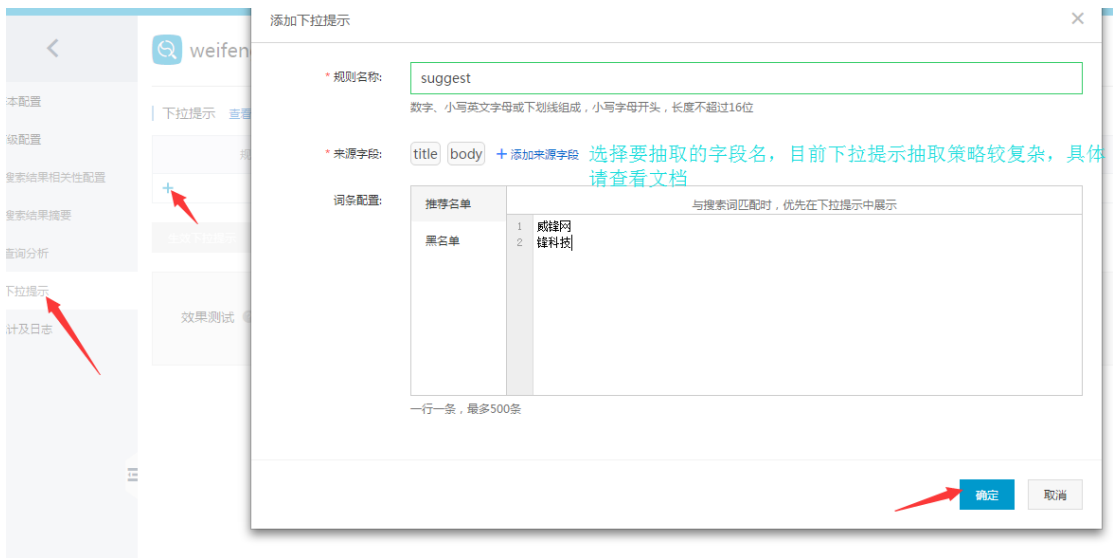 添加下拉提示
weifen
本配置
级配置
搜索结果相关性配置
搜索结果摘要
查询分析
下拉提示
计及日志
下拉提示 查看
规
效果测试
* 规则名称: suggest
数字、小写英文字母或下划线组成，小写字母开头，长度不超过16位
* 来源字段: title body +添加来源字段 选择要抽取的字段名，目前下拉提示抽取策略较复杂，具体
请查看文档
词条配置: 推荐名单 与搜索词匹配时，优先在下拉提示中展示
黑名单
1 威锋网
2 锋科技
一行一条，最多500条
确定 取消